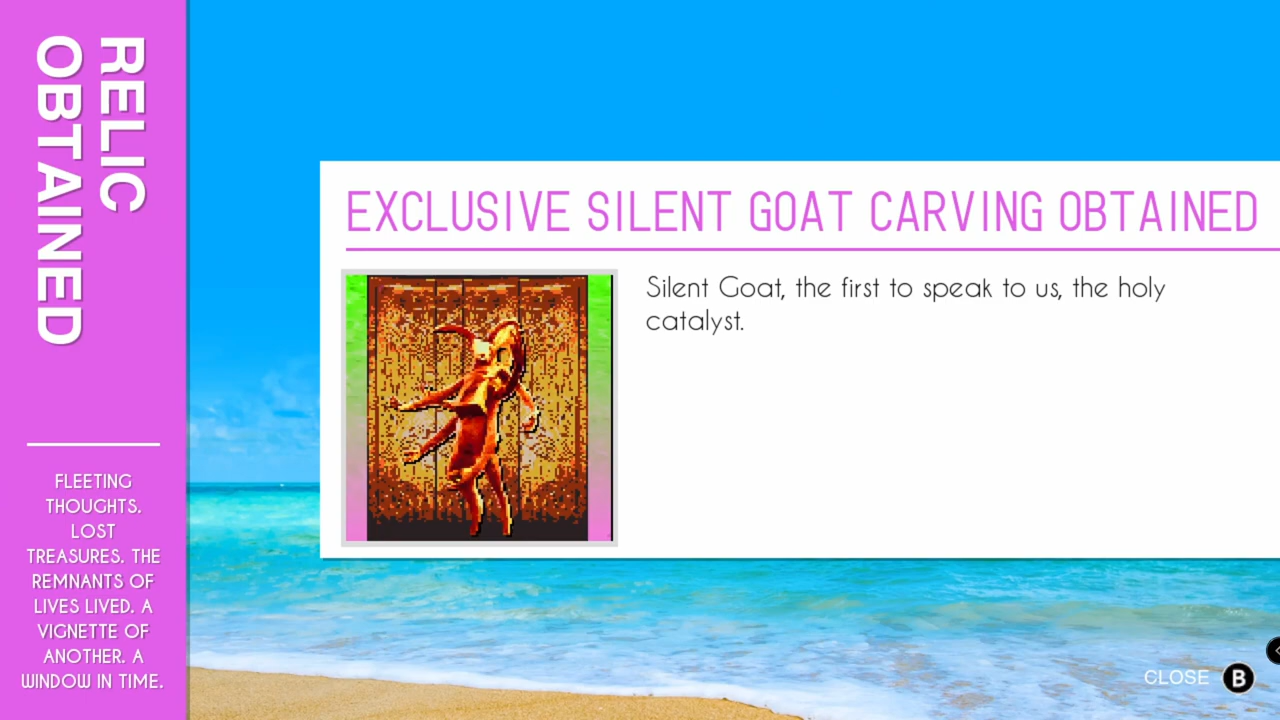 RELIC
OBTAINED
FLEETING
THOUGHTS.
LOST
TREASURES. THE
REMNANTS OF
LIVES LIVED. A
VIGNETTE OF
ANOTHER. A
WINDOW IN TIME.
EXCLUSIVE SILENT GOAT CARVING OBTAINED
Silent Goat, the first to speak to us, the holy
catalyst.
CLOSE B